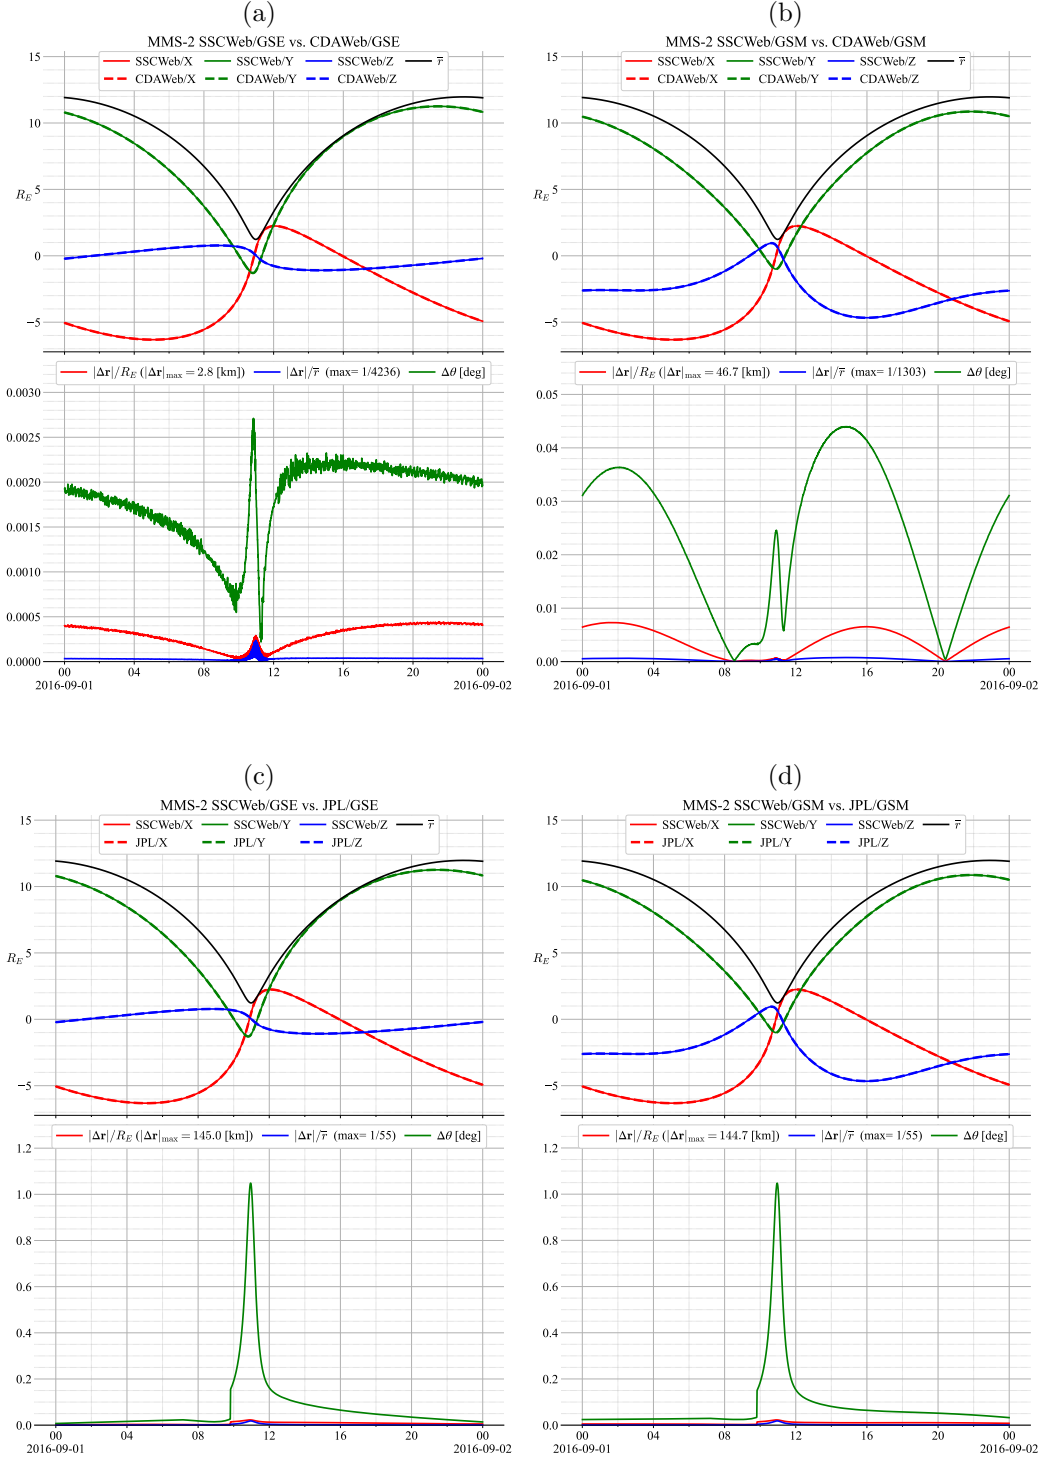 (a)
MMS-2 SSCWeb/GSE vs. CDAWeb/GSE
SSCWeb/X SSCWeb/Y SSCWeb/Z r̅
CDAWeb/X CDAWeb/Y CDAWeb/Z
15
10
R_E 5
0
−5
|Δr|/R_E (|Δr|max = 2.8 [km]) |Δr|/r̅ (max= 1/4236) Δθ [deg]
0.0030
0.0025
0.0020
0.0015
0.0010
0.0005
0.0000
00 04 08 12 16 20 00
2016-09-01 2016-09-02
(b)
MMS-2 SSCWeb/GSM vs. CDAWeb/GSM
SSCWeb/X SSCWeb/Y SSCWeb/Z r̅
CDAWeb/X CDAWeb/Y CDAWeb/Z
15
10
R_E 5
0
−5
|Δr|/R_E (|Δr|max = 46.7 [km]) |Δr|/r̅ (max= 1/1303) Δθ [deg]
0.05
0.04
0.03
0.02
0.01
0.00
00 04 08 12 16 20 00
2016-09-01 2016-09-02
(c)
MMS-2 SSCWeb/GSE vs. JPL/GSE
SSCWeb/X SSCWeb/Y SSCWeb/Z r̅
JPL/X JPL/Y JPL/Z
15
10
R_E 5
0
−5
|Δr|/R_E (|Δr|max = 145.0 [km]) |Δr|/r̅ (max= 1/55) Δθ [deg]
1.2
1.0
0.8
0.6
0.4
0.2
0.0
00 04 08 12 16 20 00
2016-09-01 2016-09-02
(d)
MMS-2 SSCWeb/GSM vs. JPL/GSM
SSCWeb/X SSCWeb/Y SSCWeb/Z r̅
JPL/X JPL/Y JPL/Z
15
10
R_E 5
0
−5
|Δr|/R_E (|Δr|max = 144.7 [km]) |Δr|/r̅ (max= 1/55) Δθ [deg]
1.2
1.0
0.8
0.6
0.4
0.2
0.0
00 04 08 12 16 20 00
2016-09-01 2016-09-02